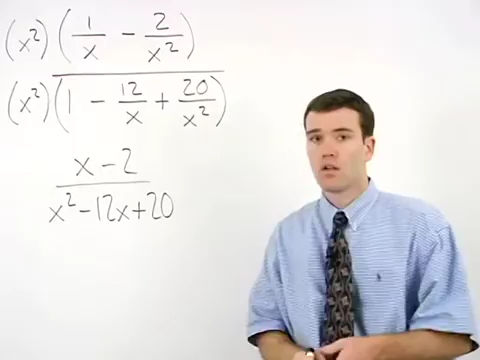 (x²) (1/x − 2/x²)
(x²) (1 − 12/x + 20/x²)
x − 2
x² − 12x + 20